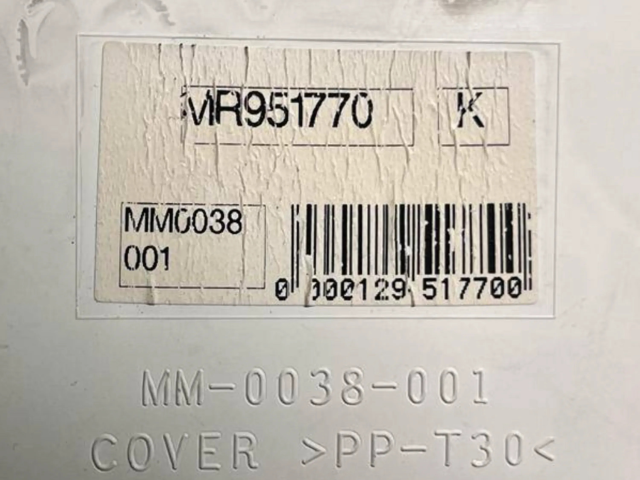 MR951770 K
MM0038
001
0 000129 517700
MM-0038-001
COVER >PP-T30<